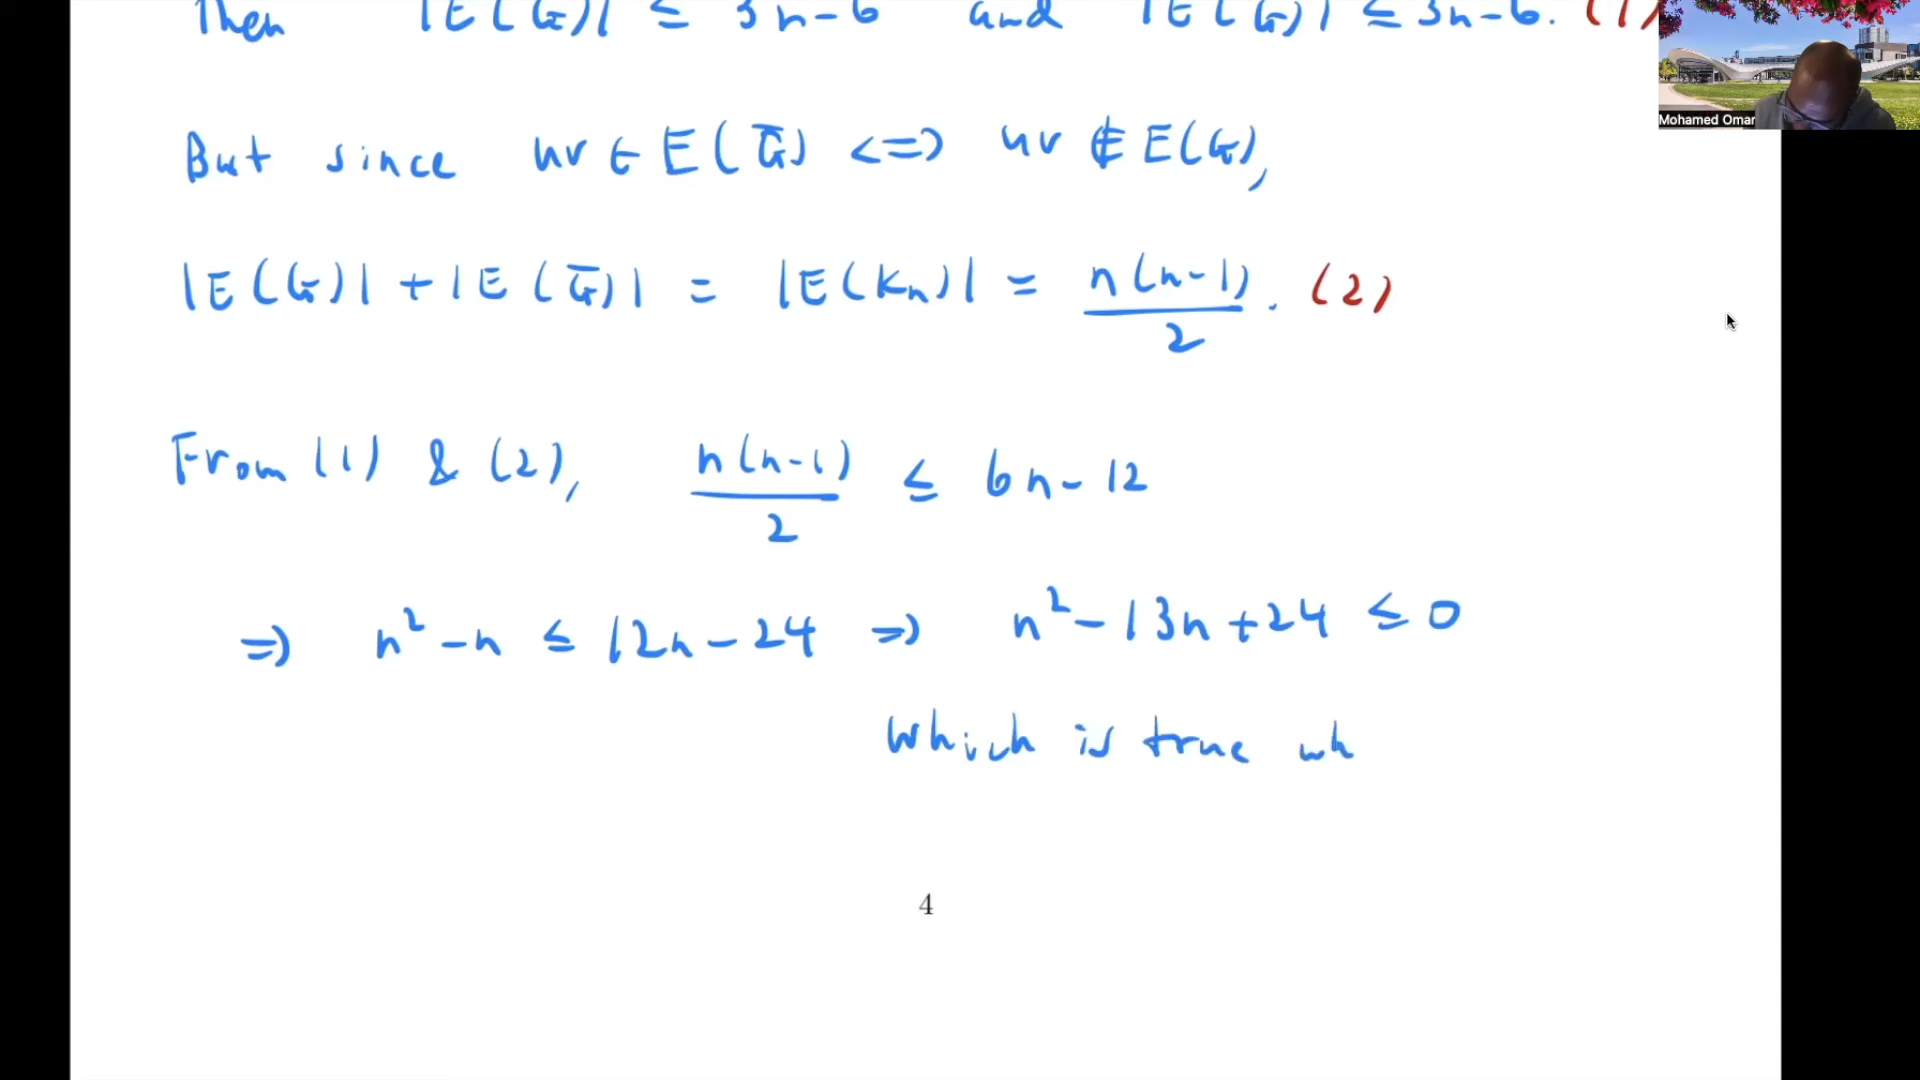 Then |E(G)| ≤ 3n-6 and |E(G̅)| ≤ 3n-6. (1)
Mohamed Omar
But since uv ∈ E(G̅) <=> uv ∉ E(G),
|E(G)| + |E(G̅)| = |E(Kn)| = n(n-1)/2. (2)
From (1) & (2), n(n-1)/2 ≤ 6n-12
=> n²-n ≤ 12n-24 => n²-13n+24 ≤ 0
which is true wh
4